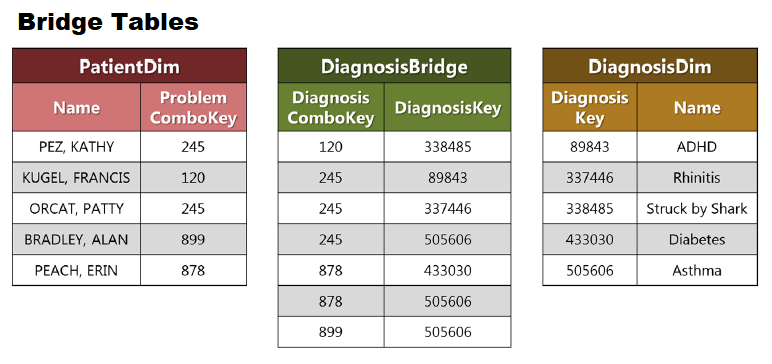 Bridge Tables
PatientDim
Name Problem ComboKey
PEZ, KATHY 245
KUGEL, FRANCIS 120
ORCAT, PATTY 245
BRADLEY, ALAN 899
PEACH, ERIN 878
DiagnosisBridge
Diagnosis ComboKey DiagnosisKey
120 338485
245 89843
245 337446
245 505606
878 433030
878 505606
899 505606
DiagnosisDim
Diagnosis Key Name
89843 ADHD
337446 Rhinitis
338485 Struck by Shark
433030 Diabetes
505606 Asthma